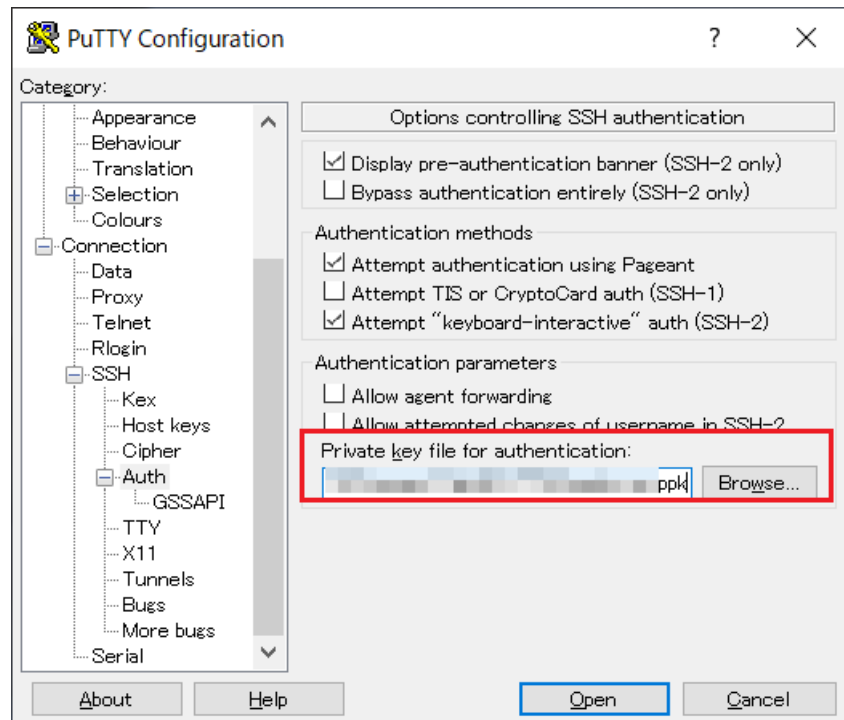 PuTTY Configuration
?
Category:
Appearance
Behaviour
Translation
Selection
Colours
Connection
Data
Proxy
Telnet
Rlogin
SSH
Kex
Host keys
Cipher
Auth
GSSAPI
TTY
X11
Tunnels
Bugs
More bugs
Serial
Options controlling SSH authentication
Display pre-authentication banner (SSH-2 only)
Bypass authentication entirely (SSH-2 only)
Authentication methods
Attempt authentication using Pageant
Attempt TIS or CryptoCard auth (SSH-1)
Attempt "keyboard-interactive" auth (SSH-2)
Authentication parameters
Allow agent forwarding
Allow attempted changes of username in SSH-2
Private key file for authentication:
ppk
Browse...
About
Help
Open
Cancel